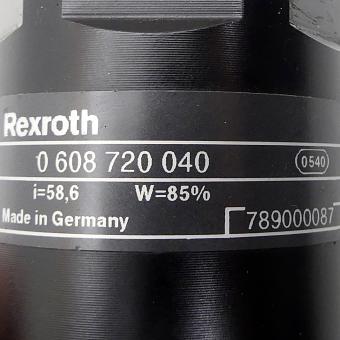 Rexroth
0 608 720 040 0540
i=58,6 W=85%
Made in Germany 789000087